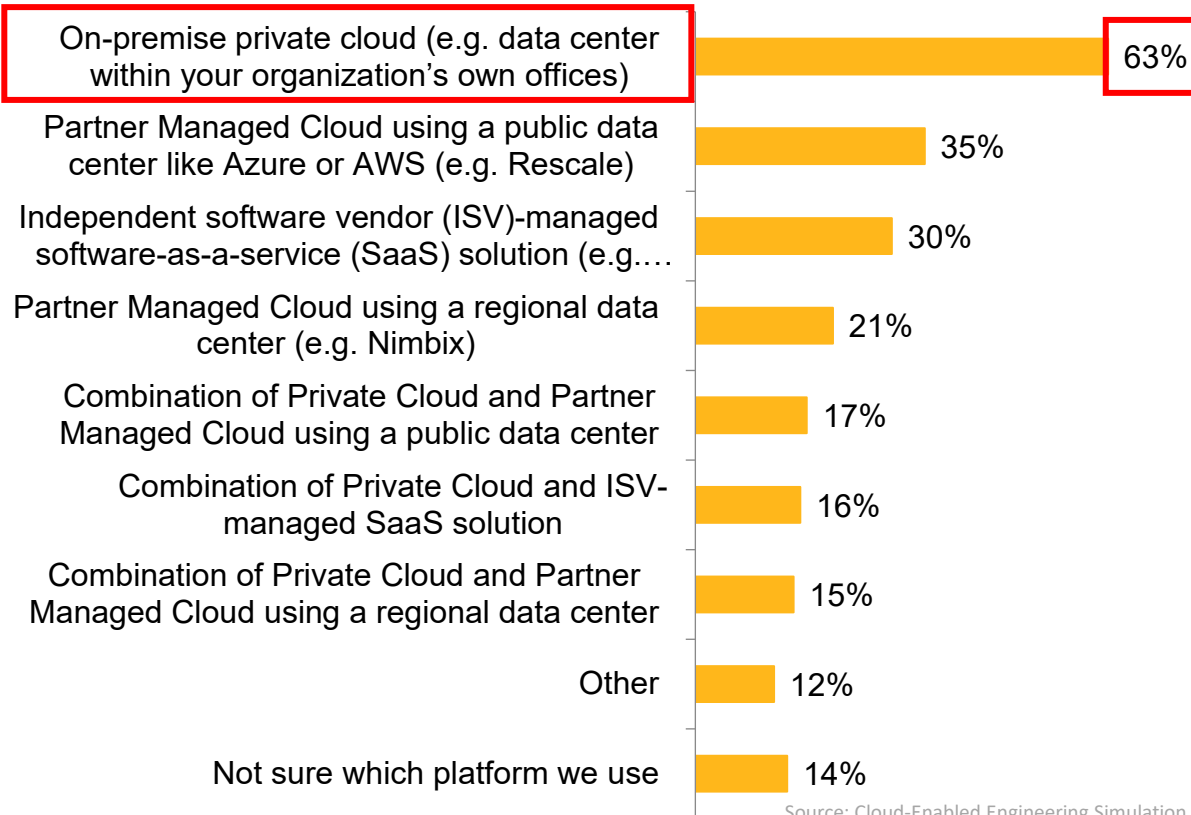 On-premise private cloud (e.g. data center
within your organization’s own offices)
63%
Partner Managed Cloud using a public data
center like Azure or AWS (e.g. Rescale)
35%
Independent software vendor (ISV)-managed
software-as-a-service (SaaS) solution (e.g.…
30%
Partner Managed Cloud using a regional data
center (e.g. Nimbix)
21%
Combination of Private Cloud and Partner
Managed Cloud using a public data center
17%
Combination of Private Cloud and ISV-
managed SaaS solution
16%
Combination of Private Cloud and Partner
Managed Cloud using a regional data center
15%
Other
12%
Not sure which platform we use
14%
Source: Cloud-Enabled Engineering Simulation